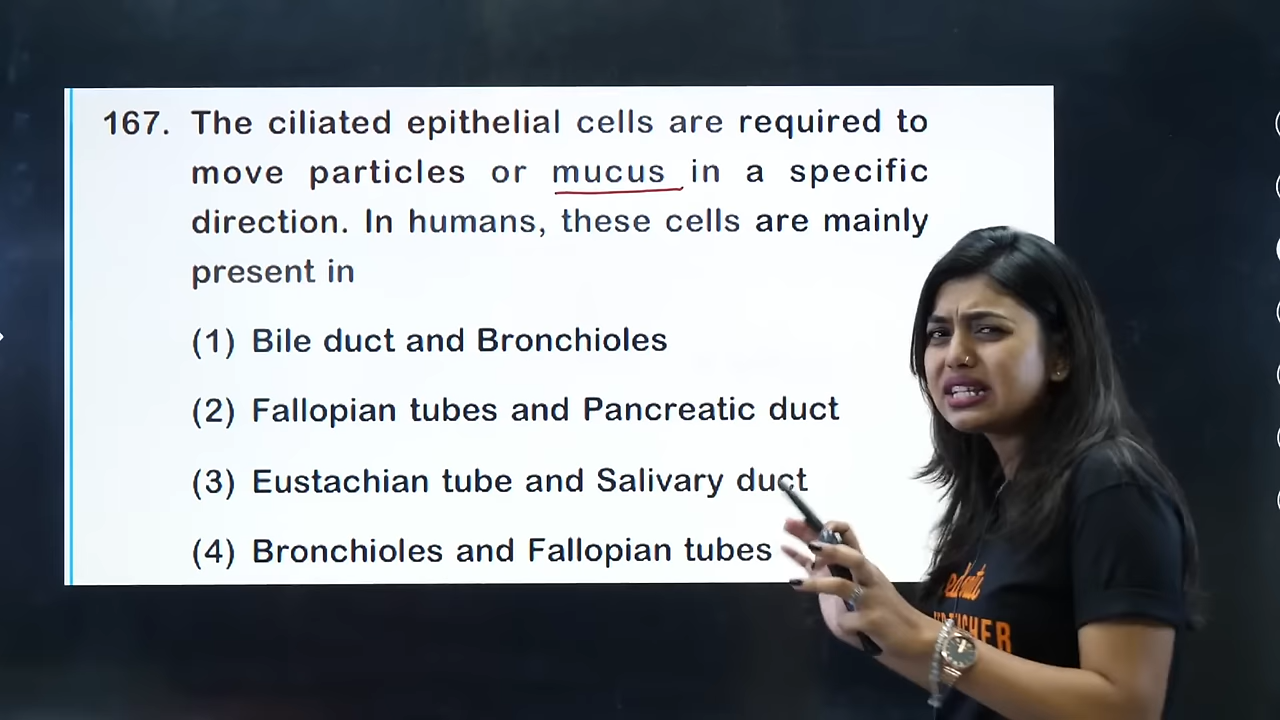 167. The ciliated epithelial cells are required to
move particles or mucus in a specific
direction. In humans, these cells are mainly
present in
(1) Bile duct and Bronchioles
(2) Fallopian tubes and Pancreatic duct
(3) Eustachian tube and Salivary duct
(4) Bronchioles and Fallopian tubes